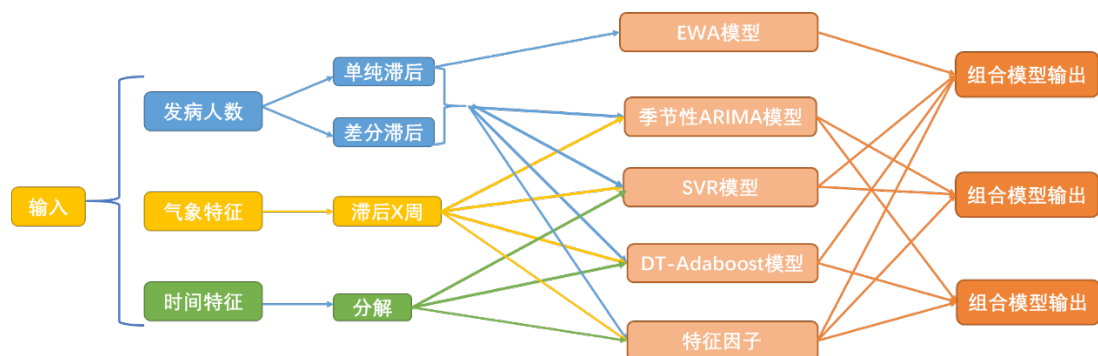 输入
发病人数
气象特征
时间特征
单纯滞后
差分滞后
滞后X周
分解
EWA模型
季节性ARIMA模型
SVR模型
DT-Adaboost模型
特征因子
组合模型输出
组合模型输出
组合模型输出